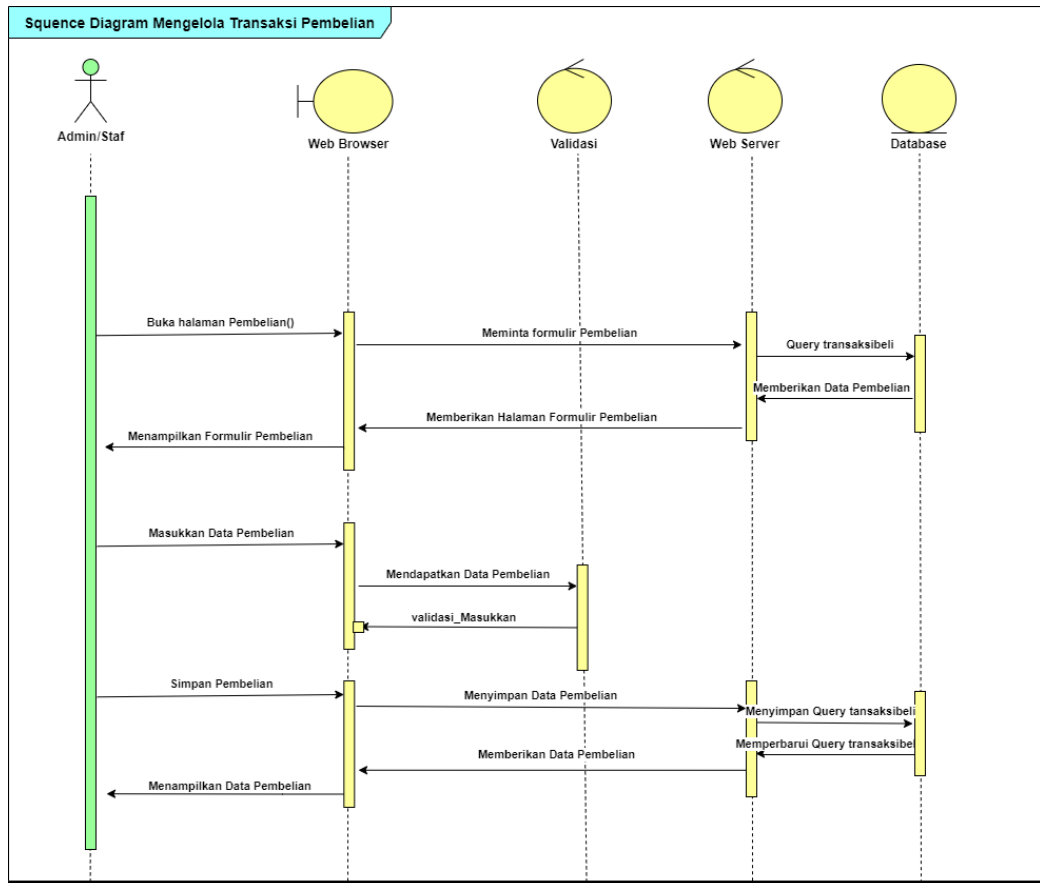 Squence Diagram Mengelola Transaksi Pembelian
Admin/Staf
Web Browser
Validasi
Web Server
Database
Buka halaman Pembelian()
Meminta formulir Pembelian
Query transaksibeli
Memberikan Data Pembelian
Memberikan Halaman Formulir Pembelian
Menampilkan Formulir Pembelian
Masukkan Data Pembelian
Mendapatkan Data Pembelian
validasi_Masukkan
Simpan Pembelian
Menyimpan Data Pembelian
Menyimpan Query tansaksibeli
Memperbarui Query transaksibel
Memberikan Data Pembelian
Menampilkan Data Pembelian